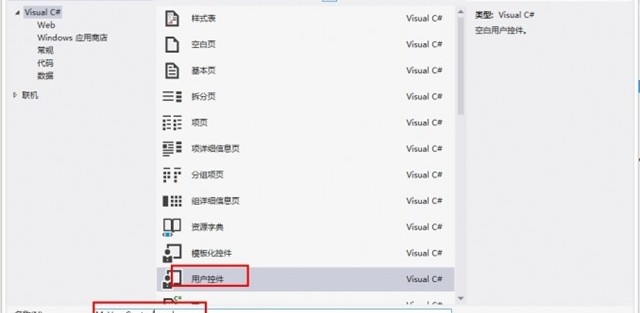 Visual C#
Web
Windows 应用商店
常规
代码
数据
联机
样式表 Visual C#
空白页 Visual C#
基本页 Visual C#
拆分页 Visual C#
项页 Visual C#
项详细信息页 Visual C#
分组项页 Visual C#
组详细信息页 Visual C#
资源字典 Visual C#
模板化控件 Visual C#
用户控件 Visual C#
类型: Visual C#
空白用户控件。